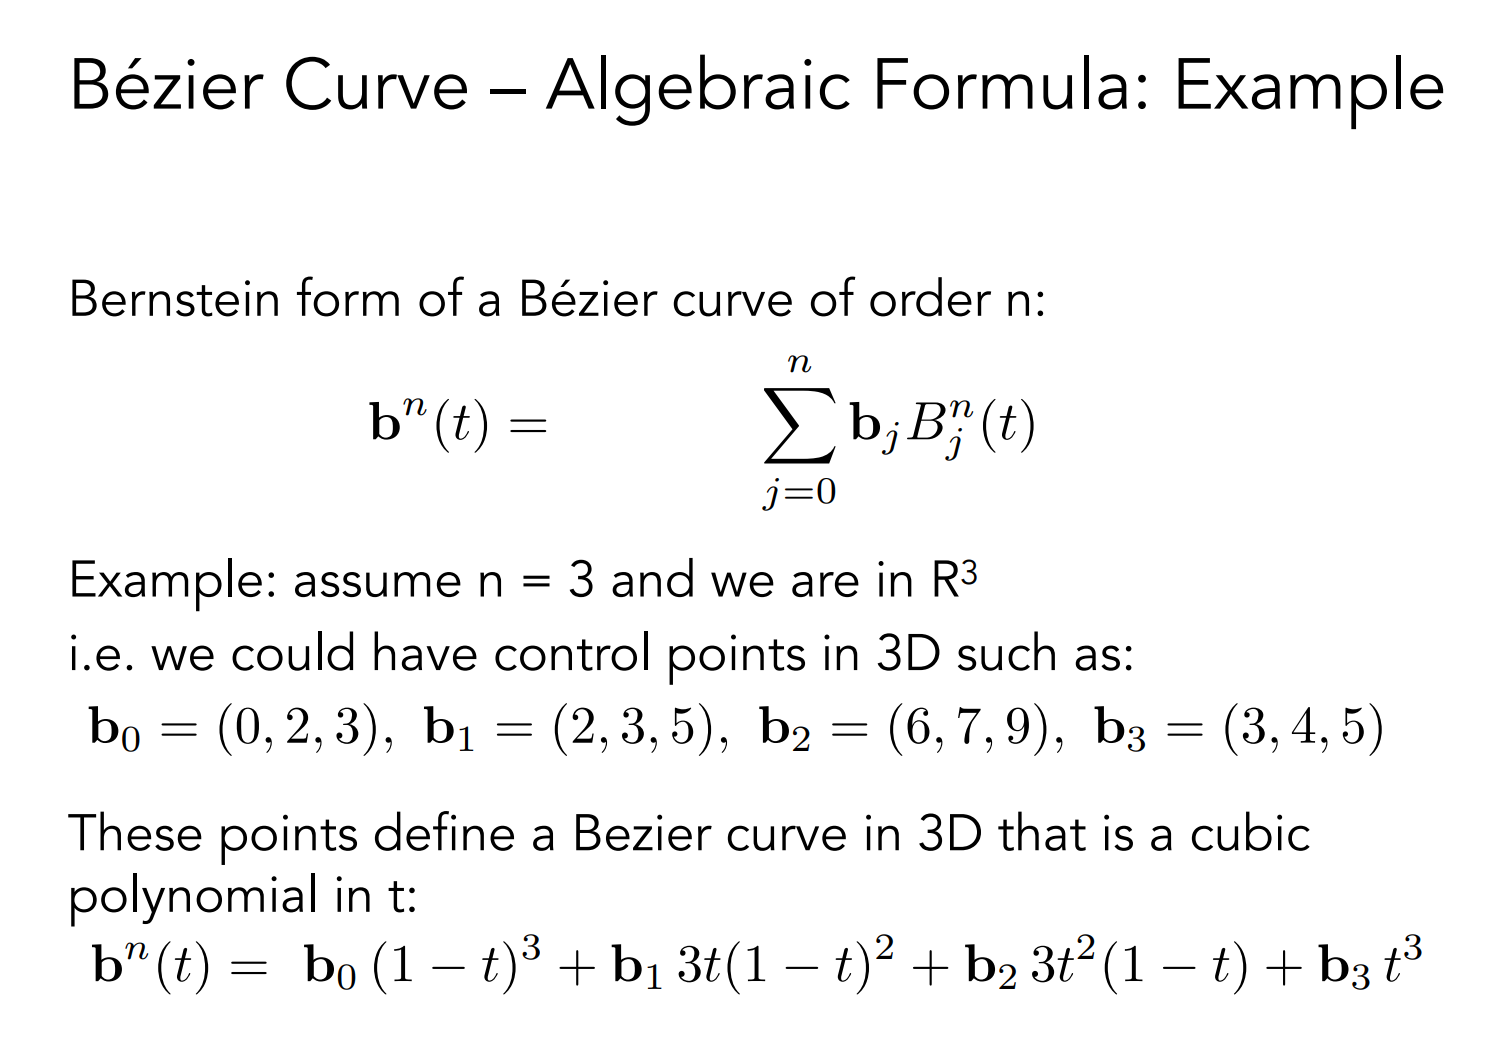 Bézier Curve – Algebraic Formula: Example
Bernstein form of a Bézier curve of order n:
$\mathbf{b}^n(t) = \sum_{j=0}^{n} \mathbf{b}_j B_j^n(t)$
Example: assume n = 3 and we are in R³
i.e. we could have control points in 3D such as:
$\mathbf{b}_0 = (0, 2, 3),\ \mathbf{b}_1 = (2, 3, 5),\ \mathbf{b}_2 = (6, 7, 9),\ \mathbf{b}_3 = (3, 4, 5)$
These points define a Bezier curve in 3D that is a cubic
polynomial in t:
$\mathbf{b}^n(t) = \mathbf{b}_0\,(1 - t)^3 + \mathbf{b}_1\,3t(1 - t)^2 + \mathbf{b}_2\,3t^2(1 - t) + \mathbf{b}_3\,t^3$